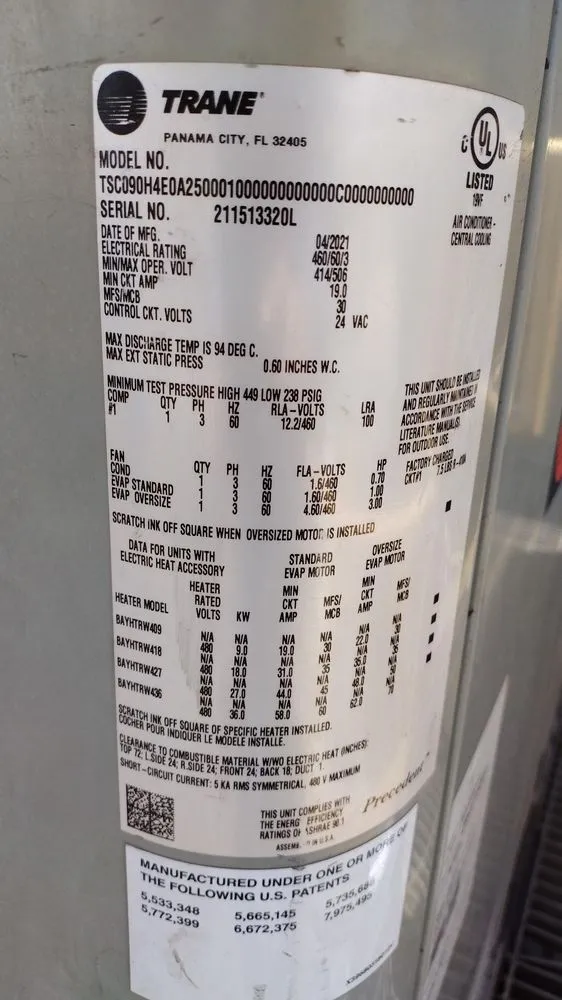 TRANE
PANAMA CITY, FL 32405
UL
C US
LISTED
19VF
AIR CONDITIONER -
CENTRAL COOLING
MODEL NO.
TSC090H4E0A250001000000000000000C0000000000
SERIAL NO. 211513320L
DATE OF MFG. 04/2021
ELECTRICAL RATING 460/60/3
MIN/MAX OPER. VOLT 414/506
MIN CKT AMP 19.0
MFS/MCB 30
CONTROL CKT. VOLTS 24 VAC
MAX DISCHARGE TEMP IS 94 DEG C.
MAX EXT STATIC PRESS 0.60 INCHES W.C.
MINIMUM TEST PRESSURE HIGH 449 LOW 238 PSIG
COMP QTY PH HZ RLA-VOLTS LRA
#1 1 3 60 12.2/460 100
THIS UNIT SHOULD BE INSTALLED
AND REGULARLY MAINTAINED IN
ACCORDANCE WITH THE SERVICE
LITERATURE MANUAL(S)
FOR OUTDOOR USE.
FACTORY CHARGED
CKT#1 7.5 LBS R-410A
FAN QTY PH HZ FLA-VOLTS HP
COND 1 3 60 1.6/460 0.70
EVAP STANDARD 1 3 60 1.60/460 1.00
EVAP OVERSIZE 1 3 60 4.60/460 3.00
SCRATCH INK OFF SQUARE WHEN OVERSIZED MOTOR IS INSTALLED
DATA FOR UNITS WITH
ELECTRIC HEAT ACCESSORY
STANDARD
EVAP MOTOR
OVERSIZE
EVAP MOTOR
HEATER MODEL
HEATER
RATED
VOLTS KW
MIN
CKT
AMP
MFS/
MCB
MIN
CKT
AMP
MFS/
MCB
BAYHTRW409 N/A N/A N/A N/A N/A N/A
480 9.0 19.0 30 22.0 30
BAYHTRW418 N/A N/A N/A N/A N/A N/A
480 18.0 31.0 35 35.0 35
BAYHTRW427 N/A N/A N/A N/A N/A N/A
480 27.0 44.0 45 48.0 50
BAYHTRW436 N/A N/A N/A N/A N/A N/A
480 36.0 58.0 60 62.0 70
SCRATCH INK OFF SQUARE OF SPECIFIC HEATER INSTALLED.
COCHER POUR INDIQUER LE MODELE INSTALLE.
CLEARANCE TO COMBUSTIBLE MATERIAL W/WO ELECTRIC HEAT (INCHES):
TOP 72; L.SIDE 24; R.SIDE 24; FRONT 24; BACK 18; DUCT 1.
SHORT-CIRCUIT CURRENT: 5 KA RMS SYMMETRICAL, 480 V MAXIMUM
THIS UNIT COMPLIES WITH
THE ENERG EFFICIENCY
RATINGS OF ASHRAE 90.1
ASSEMB IN U.S.A.
Precedent™
MANUFACTURED UNDER ONE OR MORE OF
THE FOLLOWING U.S. PATENTS
5,533,348 5,665,145
5,772,399 6,672,375 7,975,495